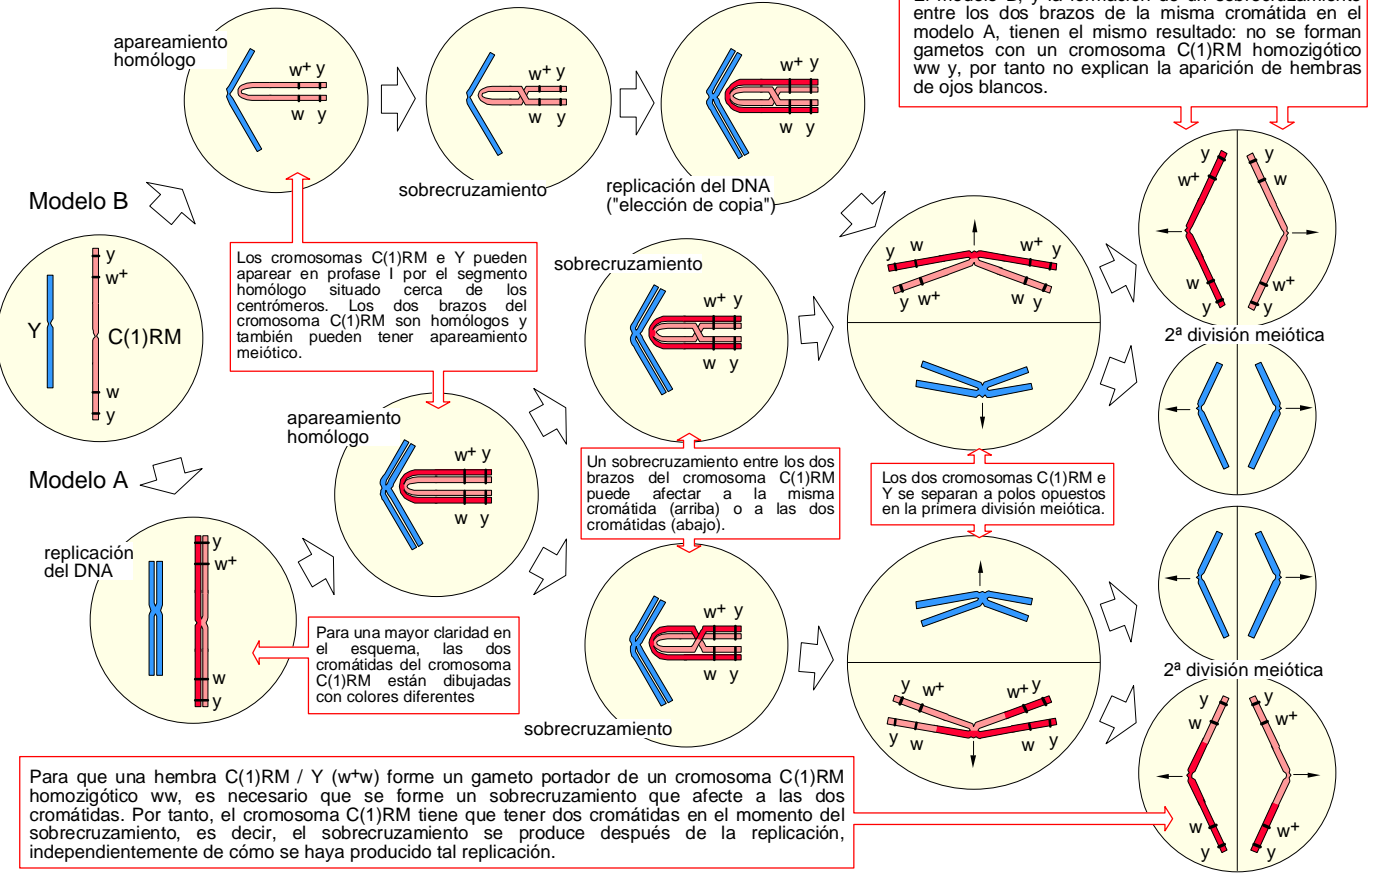 El modelo B, y la formación de un sobrecruzamiento
entre los dos brazos de la misma cromátida en el
modelo A, tienen el mismo resultado: no se forman
gametos con un cromosoma C(1)RM homozigótico
ww y, por tanto no explican la aparición de hembras
de ojos blancos.
apareamiento
homólogo
w+ y
w y
w+ y
w y
w+ y
w y
sobrecruzamiento
replicación del DNA
("elección de copia")
Modelo B
y
w+
Y
C(1)RM
w
y
Los cromosomas C(1)RM e Y pueden
aparear en profase I por el segmento
homólogo situado cerca de los
centrómeros. Los dos brazos del
cromosoma C(1)RM son homólogos y
también pueden tener apareamiento
meiótico.
sobrecruzamiento
w+ y
w y
y w
w+ y
y w+
w y
y
w+
w
y
y
w
w+
y
2ª división meiótica
apareamiento
homólogo
w+ y
w y
Un sobrecruzamiento entre los dos
brazos del cromosoma C(1)RM
puede afectar a la misma
cromátida (arriba) o a las dos
cromátidas (abajo).
Los dos cromosomas C(1)RM e
Y se separan a polos opuestos
en la primera división meiótica.
Modelo A
replicación
del DNA
y
w+
w
y
Para una mayor claridad en
el esquema, las dos
cromátidas del cromosoma
C(1)RM están dibujadas
con colores diferentes
w+ y
w y
sobrecruzamiento
y w+
w+ y
y w
w y
2ª división meiótica
y
w
w
y
y
w+
w+
y
Para que una hembra C(1)RM / Y (w+w) forme un gameto portador de un cromosoma C(1)RM
homozigótico ww, es necesario que se forme un sobrecruzamiento que afecte a las dos
cromátidas. Por tanto, el cromosoma C(1)RM tiene que tener dos cromátidas en el momento del
sobrecruzamiento, es decir, el sobrecruzamiento se produce después de la replicación,
independientemente de cómo se haya producido tal replicación.